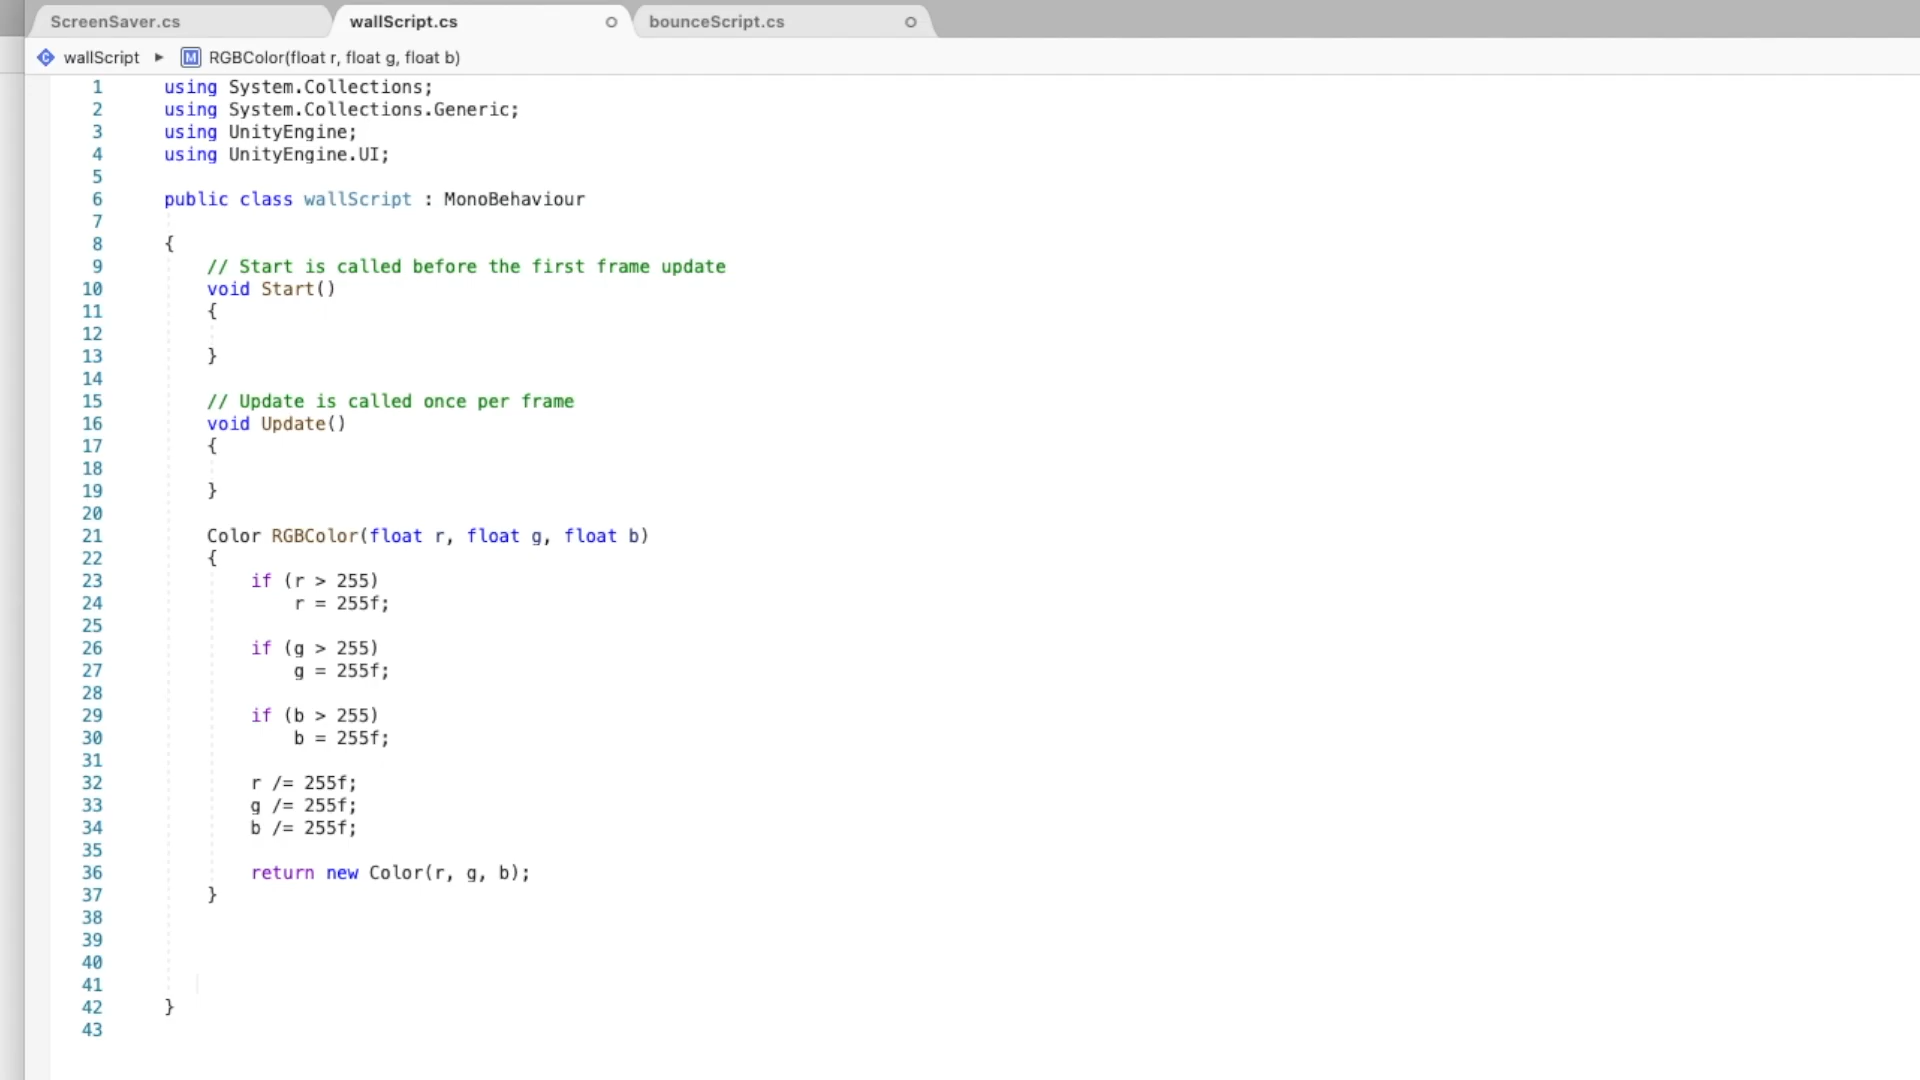 ScreenSaver.cs wallScript.cs bounceScript.cs
wallScript ▸ M RGBColor(float r, float g, float b)
1 using System.Collections;
2 using System.Collections.Generic;
3 using UnityEngine;
4 using UnityEngine.UI;
5
6 public class wallScript : MonoBehaviour
7
8 {
9     // Start is called before the first frame update
10     void Start()
11     {
12
13     }
14
15     // Update is called once per frame
16     void Update()
17     {
18
19     }
20
21     Color RGBColor(float r, float g, float b)
22     {
23         if (r > 255)
24             r = 255f;
25
26         if (g > 255)
27             g = 255f;
28
29         if (b > 255)
30             b = 255f;
31
32         r /= 255f;
33         g /= 255f;
34         b /= 255f;
35
36         return new Color(r, g, b);
37     }
38
39
40
41
42 }
43